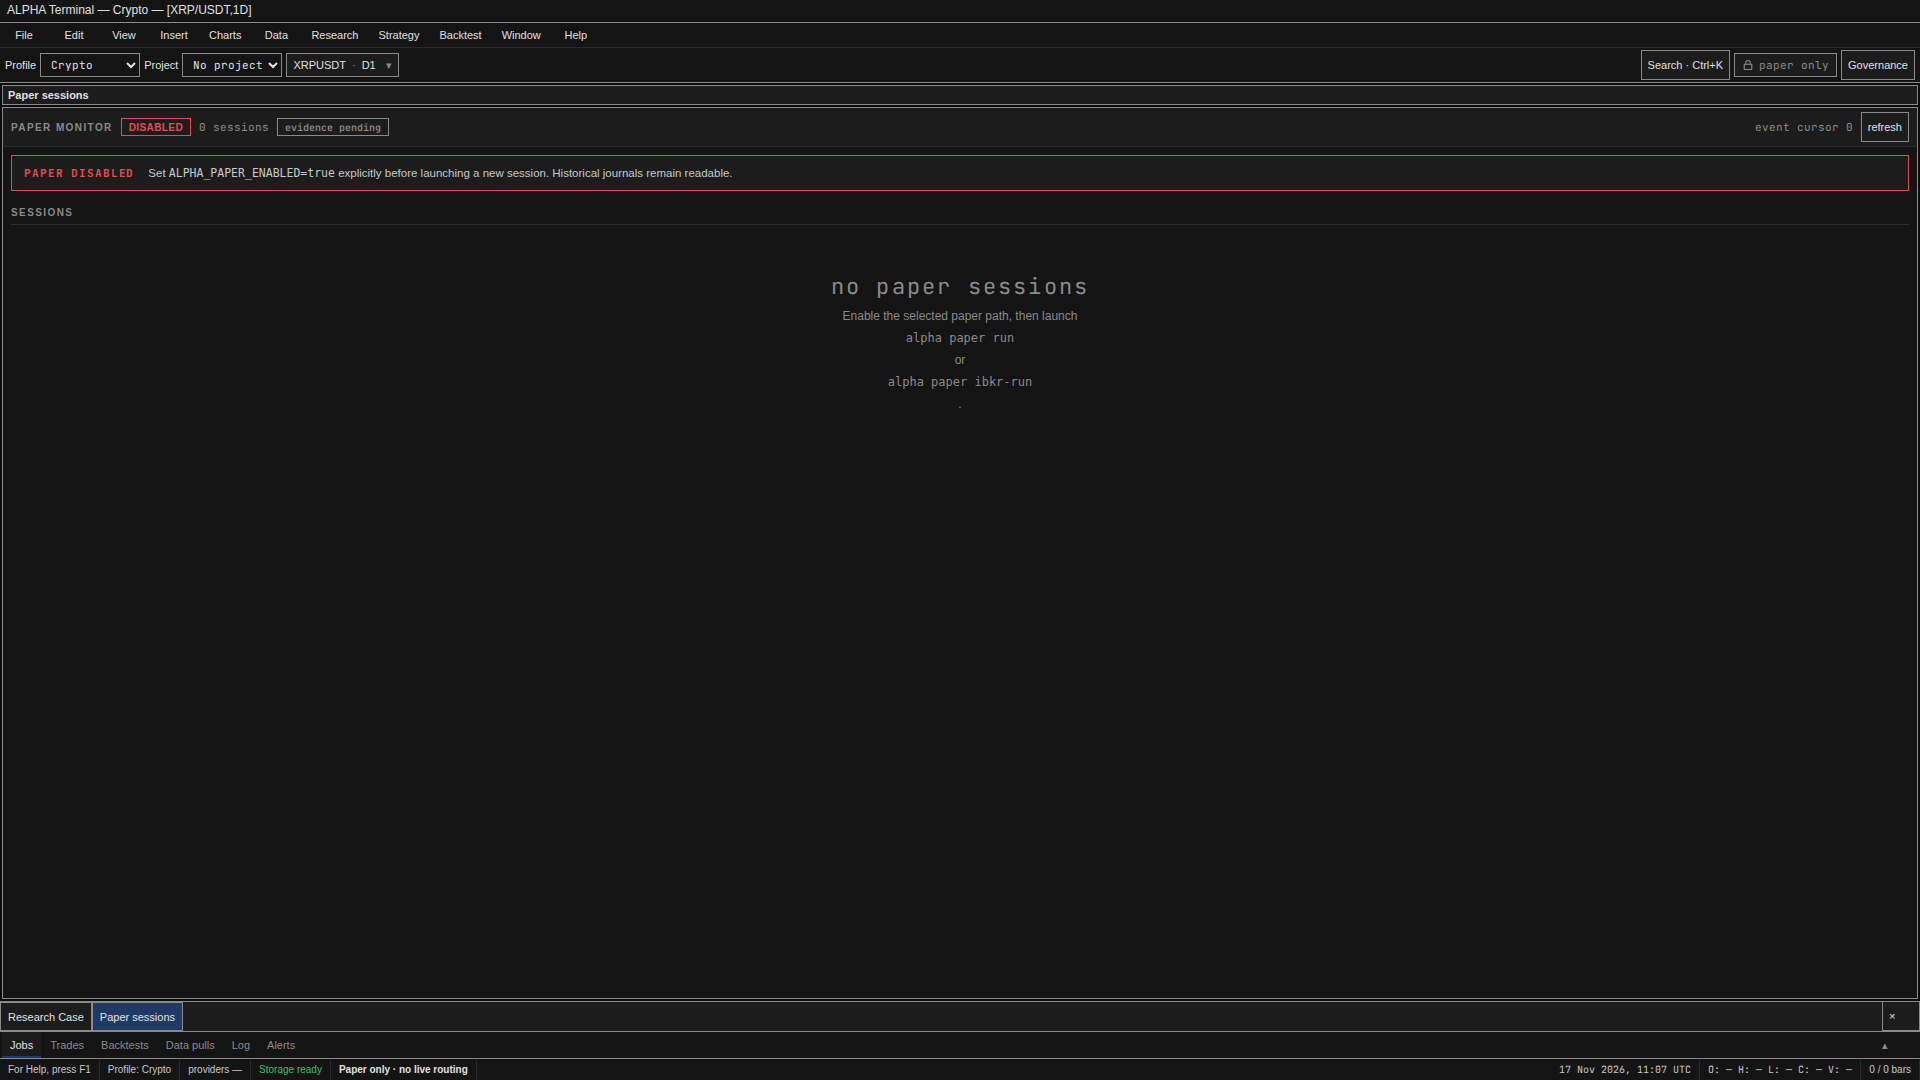 ALPHA Terminal — Crypto — [XRP/USDT,1D]
File Edit View Insert Charts Data Research Strategy Backtest Window Help
Profile Crypto Project No project XRPUSDT · D1 ▾ Search · Ctrl+K paper only Governance
Paper sessions
PAPER MONITOR DISABLED 0 sessions evidence pending event cursor 0 refresh
PAPER DISABLED Set ALPHA_PAPER_ENABLED=true explicitly before launching a new session. Historical journals remain readable.
SESSIONS
no paper sessions
Enable the selected paper path, then launch
alpha paper run
or
alpha paper ibkr-run
.
Research Case Paper sessions ×
Jobs Trades Backtests Data pulls Log Alerts ▴
For Help, press F1 Profile: Crypto providers — Storage ready Paper only · no live routing 17 Nov 2026, 11:07 UTC O: — H: — L: — C: — V: — 0 / 0 bars